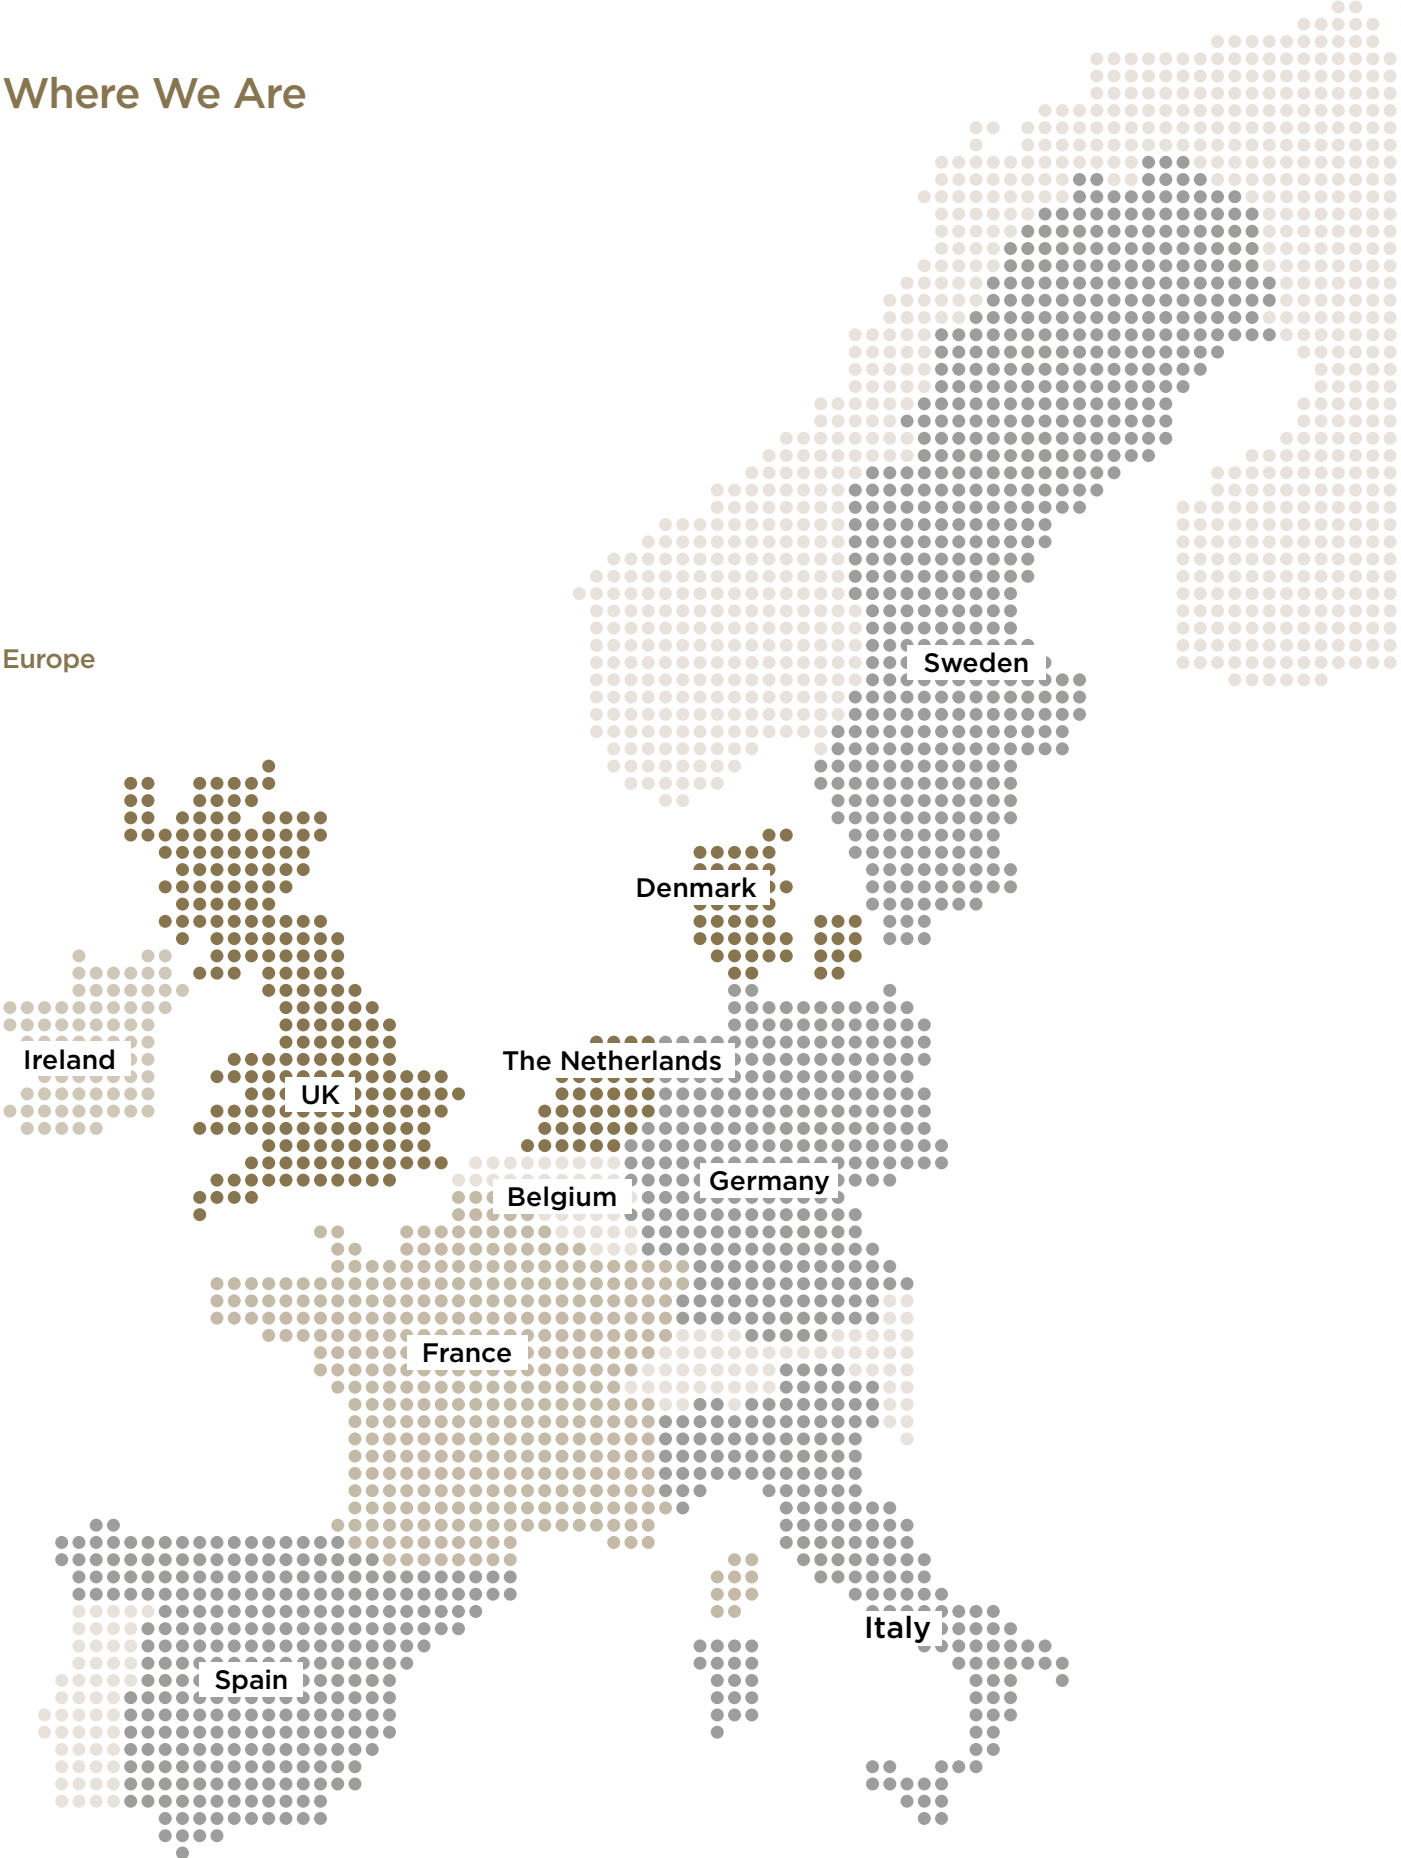 Where We Are
Europe
Sweden
Denmark
Ireland
The Netherlands
UK
Germany
Belgium
France
Italy
Spain